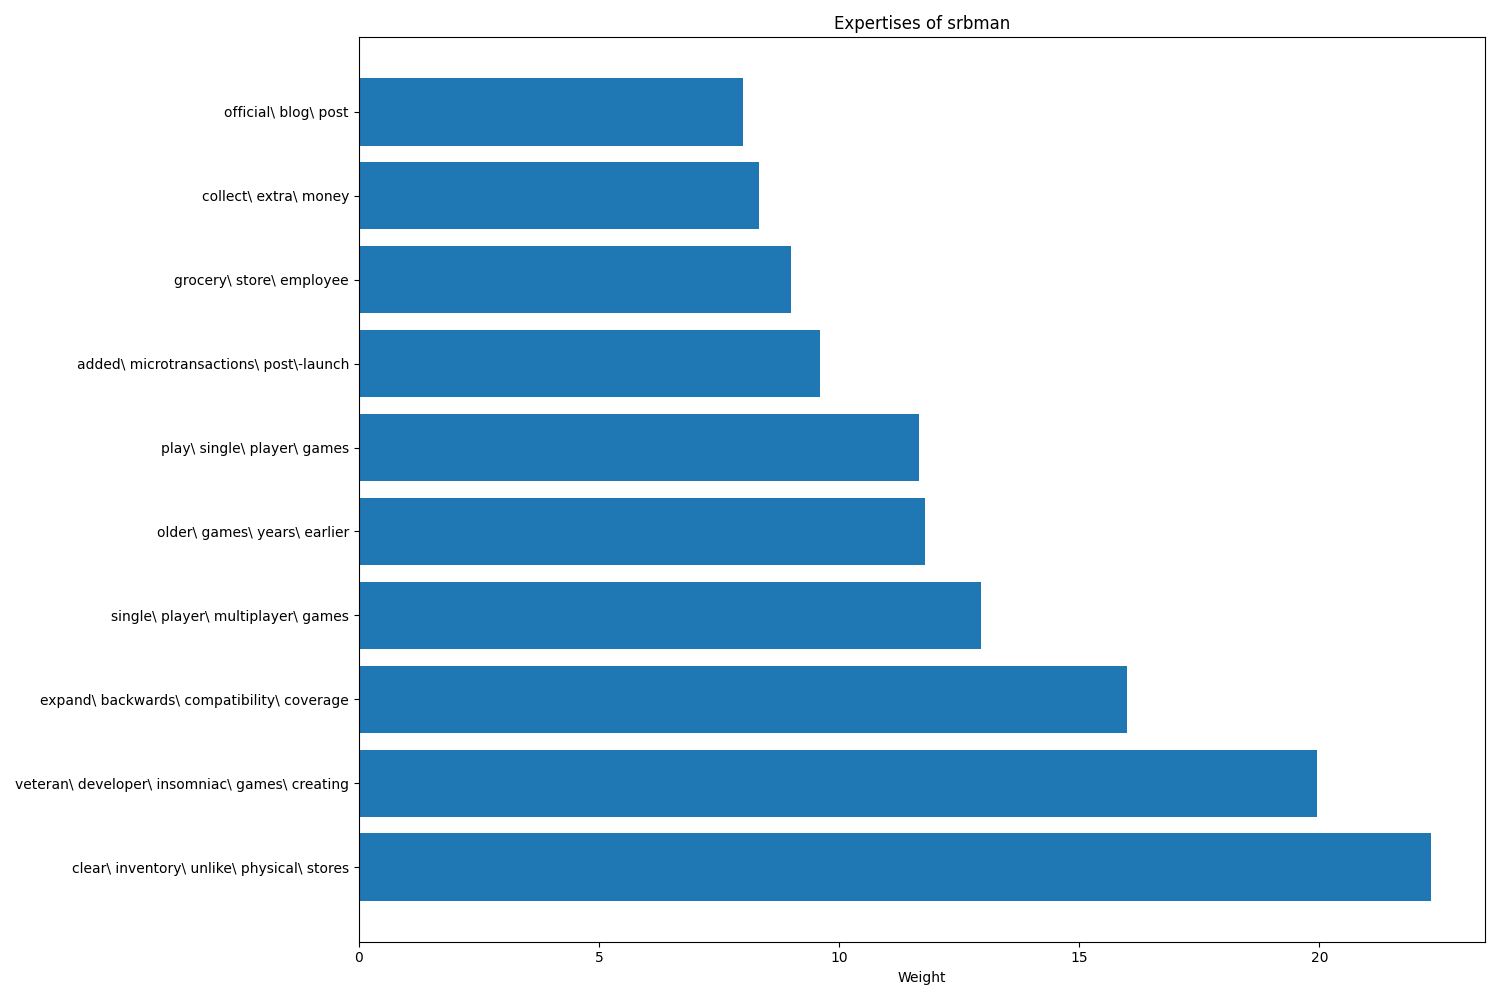 Expertises of srbman
official\ blog\ post
collect\ extra\ money
grocery\ store\ employee
added\ microtransactions\ post\-launch
play\ single\ player\ games
older\ games\ years\ earlier
single\ player\ multiplayer\ games
expand\ backwards\ compatibility\ coverage
veteran\ developer\ insomniac\ games\ creating
clear\ inventory\ unlike\ physical\ stores
0 5 10 15 20
Weight